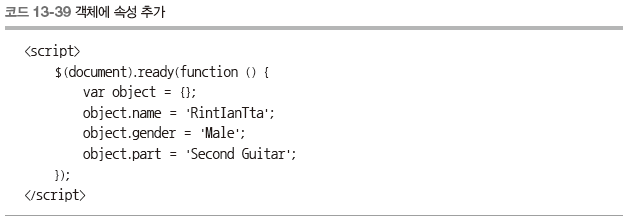 코드 13-39 객체에 속성 추가
<script>
    $(document).ready(function () {
        var object = {};
        object.name = 'RintIanTta';
        object.gender = 'Male';
        object.part = 'Second Guitar';
    });
</script>